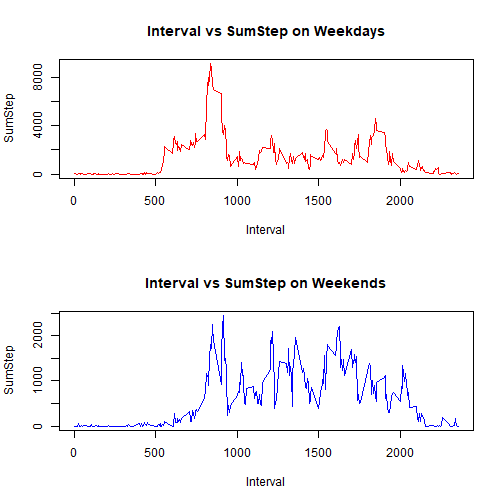 Interval vs SumStep on Weekdays
SumStep
0 4000 8000
0 500 1000 1500 2000
Interval
Interval vs SumStep on Weekends
SumStep
0 1000 2000
0 500 1000 1500 2000
Interval